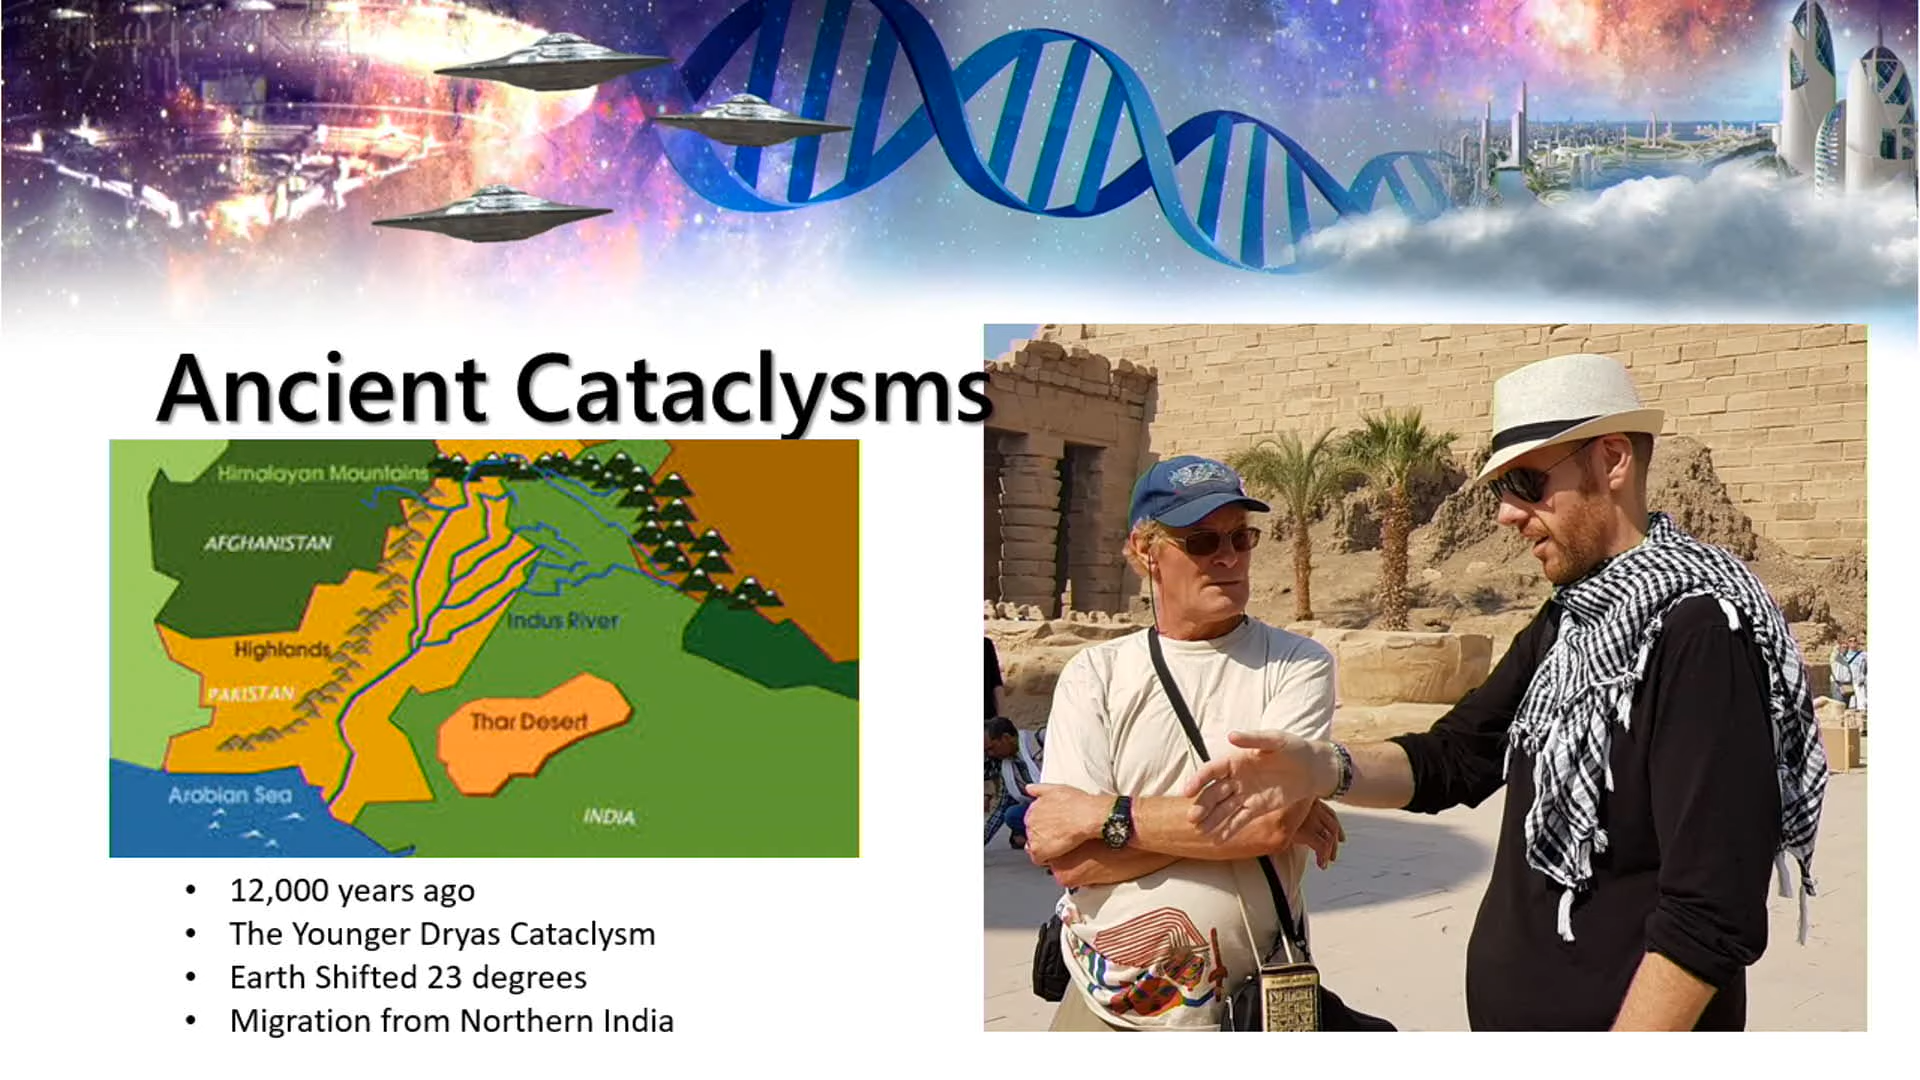 Ancient Cataclysms
Himalayan Mountains
AFGHANISTAN
Indus River
Highlands
PAKISTAN
Thar Desert
Arabian Sea
INDIA
• 12,000 years ago
• The Younger Dryas Cataclysm
• Earth Shifted 23 degrees
• Migration from Northern India